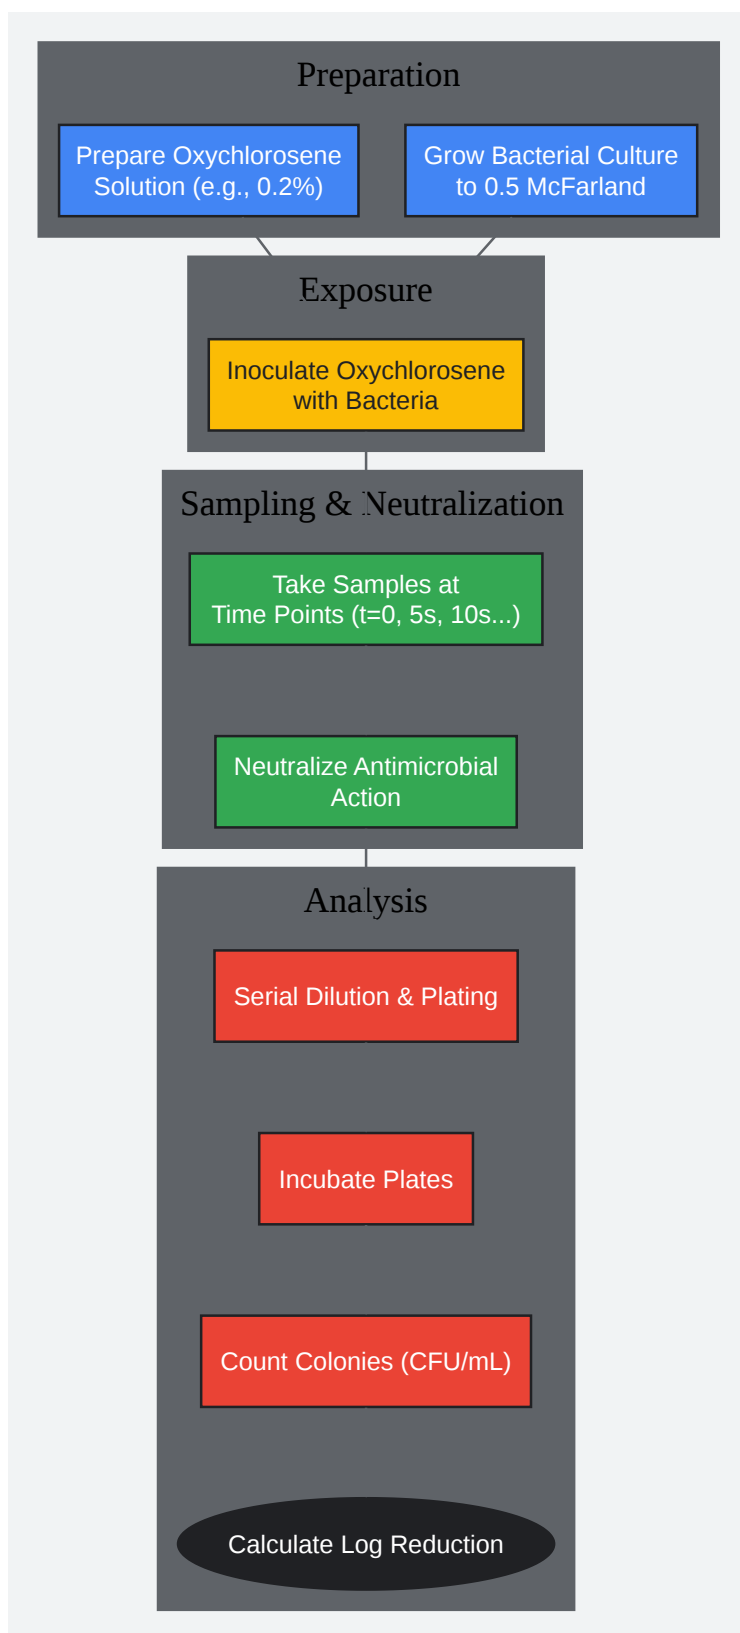 Preparation
Prepare Oxychlorosene
Solution (e.g., 0.2%)
Grow Bacterial Culture
to 0.5 McFarland
Exposure
Inoculate Oxychlorosene
with Bacteria
Sampling & Neutralization
Take Samples at
Time Points (t=0, 5s, 10s...)
Neutralize Antimicrobial
Action
Analysis
Serial Dilution & Plating
Incubate Plates
Count Colonies (CFU/mL)
Calculate Log Reduction